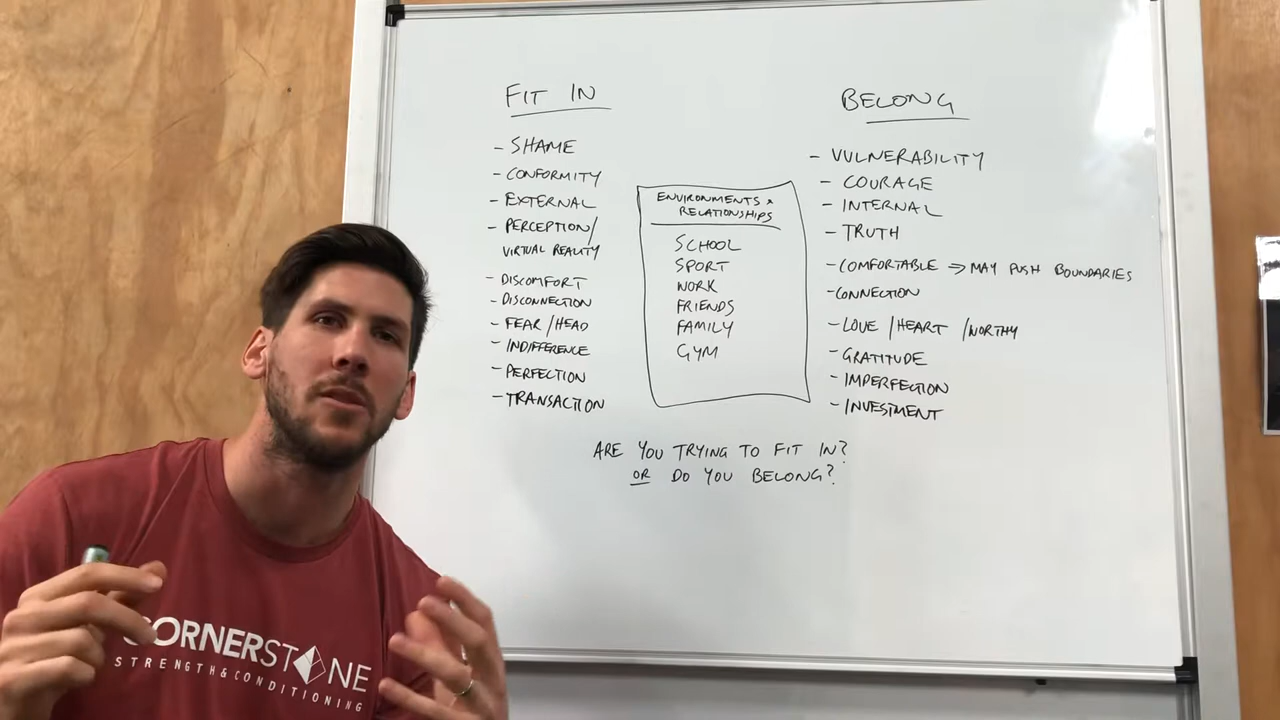 FIT IN
- SHAME
- CONFORMITY
- EXTERNAL
- PERCEPTION/
VIRTUAL REALITY
- DISCOMFORT
- DISCONNECTION
- FEAR/HEAD
- INDIFFERENCE
- PERFECTION
- TRANSACTION
ENVIRONMENTS &
RELATIONSHIPS
SCHOOL
SPORT
WORK
FRIENDS
FAMILY
GYM
BELONG
- VULNERABILITY
- COURAGE
- INTERNAL
- TRUTH
- COMFORTABLE → MAY PUSH BOUNDARIES
- CONNECTION
- LOVE/HEART/WORTHY
- GRATITUDE
- IMPERFECTION
- INVESTMENT
ARE YOU TRYING TO FIT IN?
OR DO YOU BELONG?
CORNERSTONE
STRENGTH & CONDITIONING